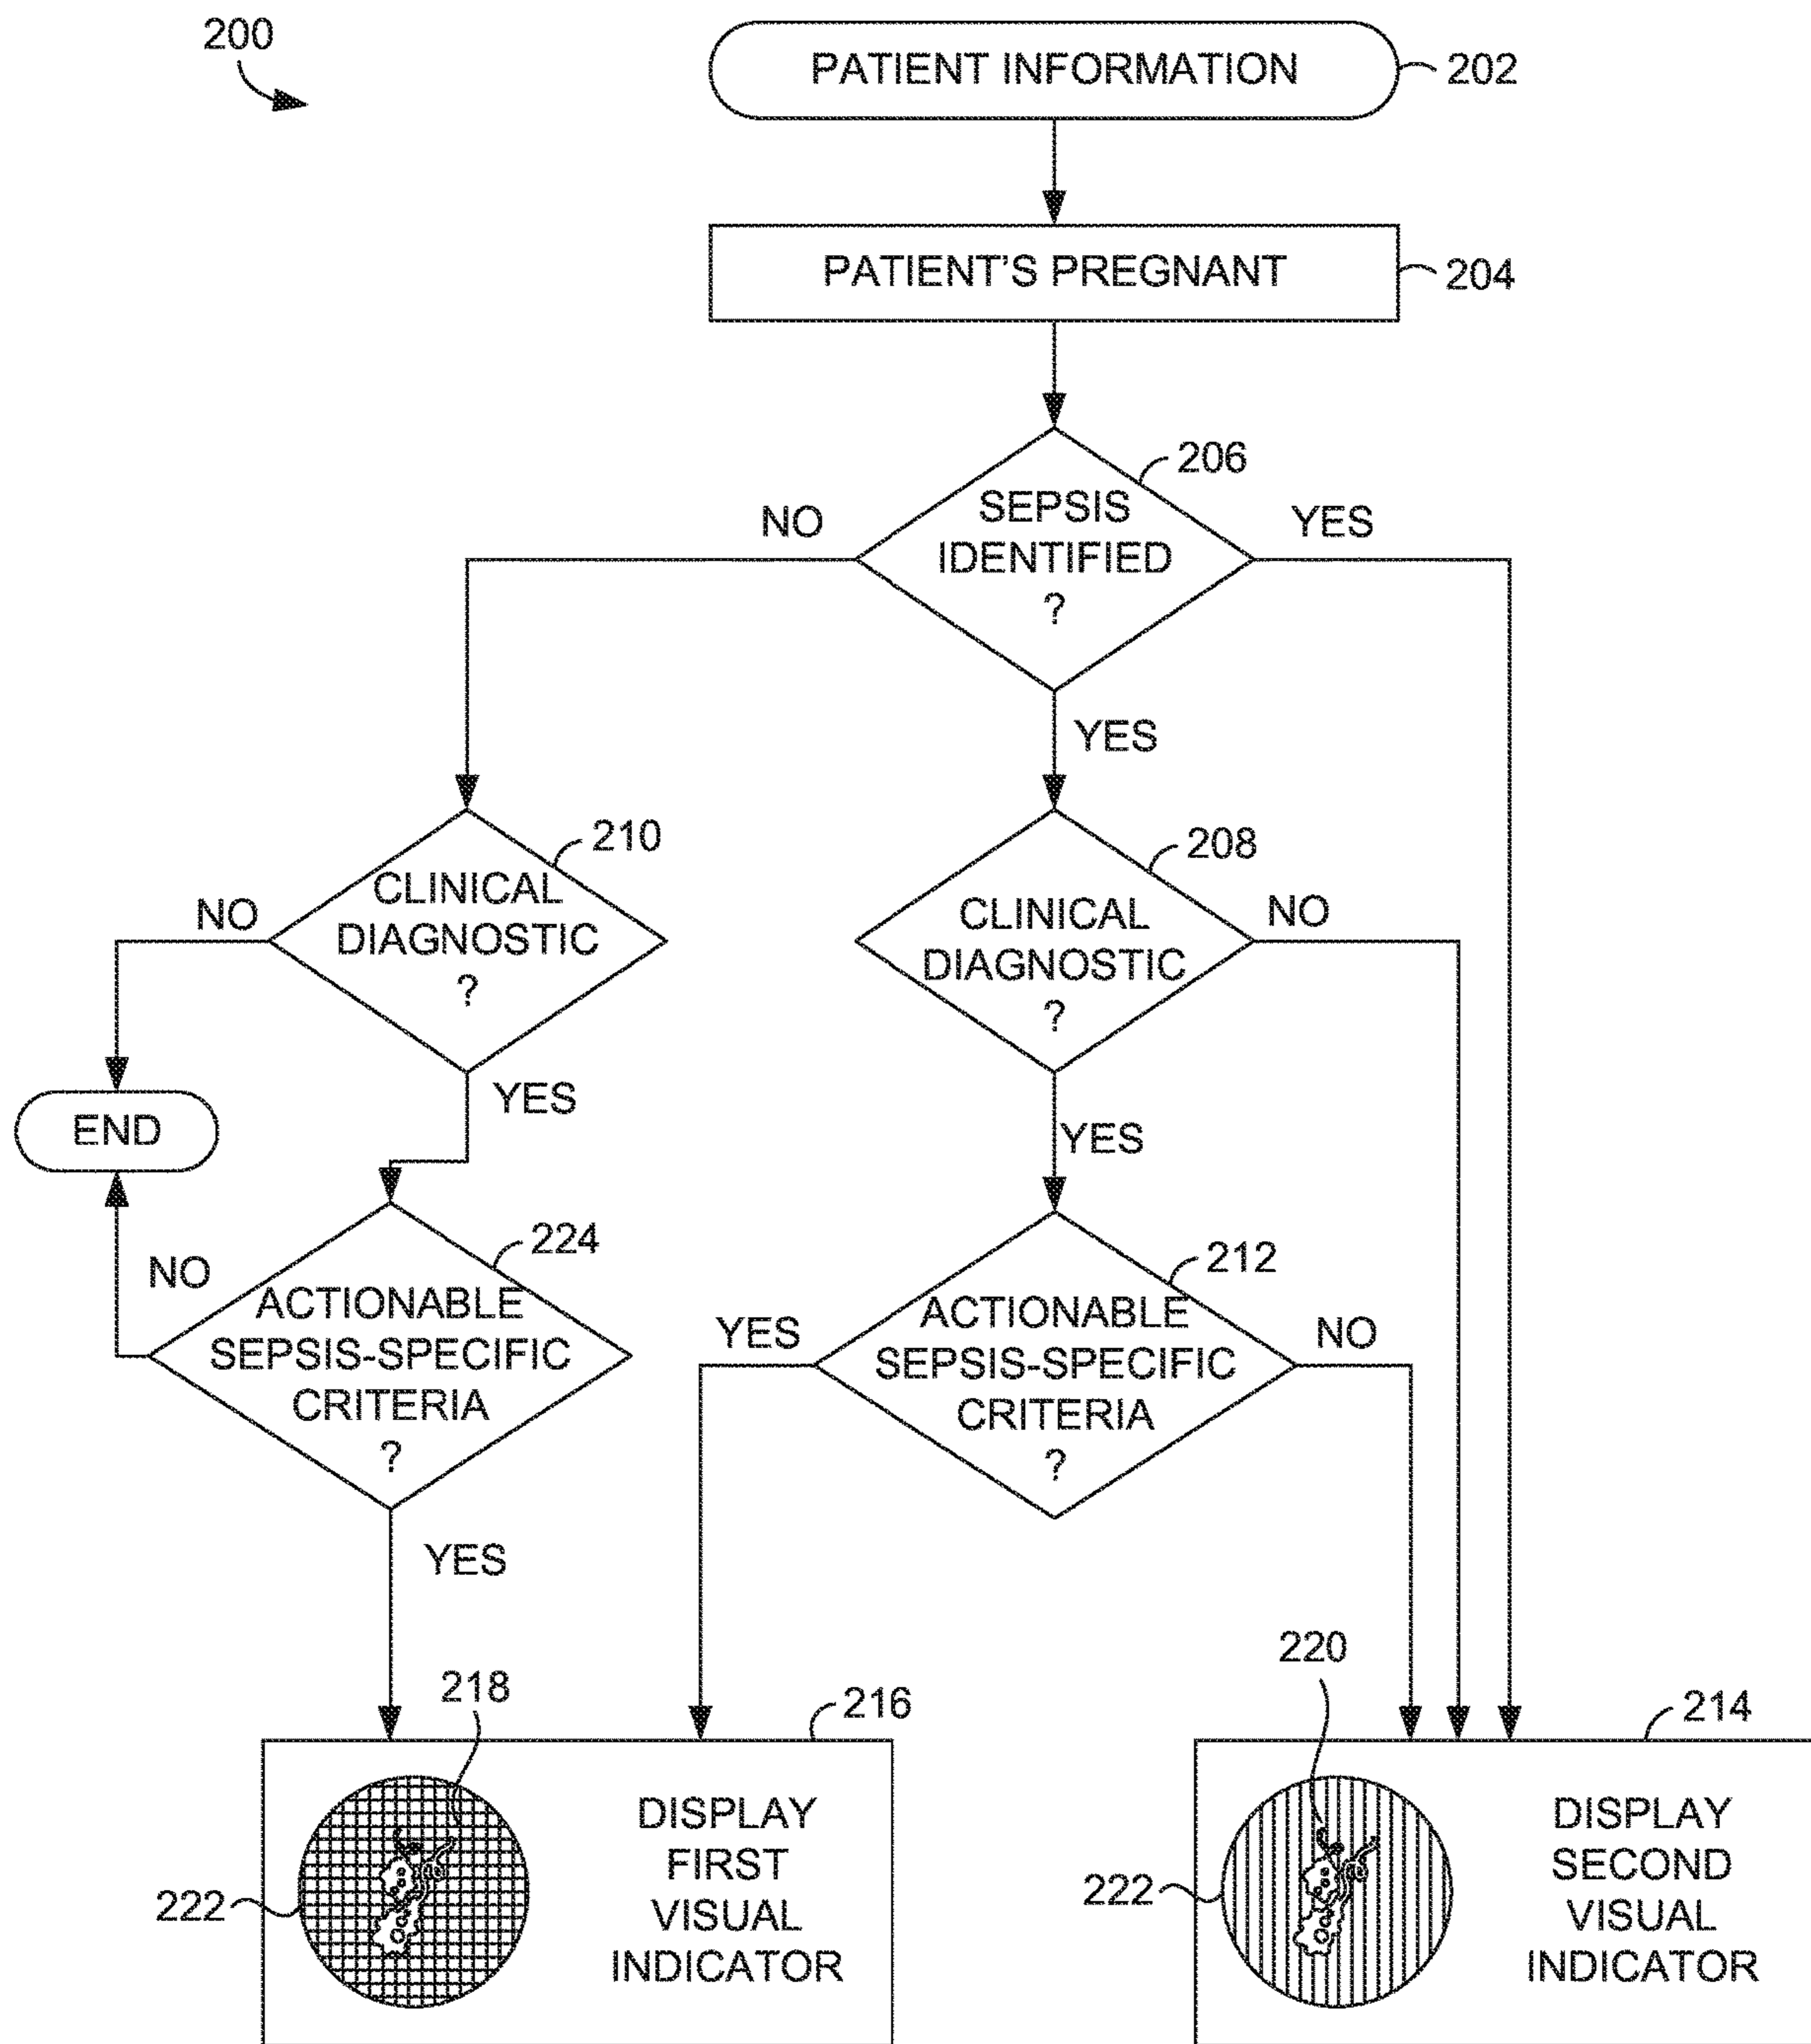 200
PATIENT INFORMATION
202
PATIENT'S PREGNANT
204
206
SEPSIS
IDENTIFIED
?
NO
YES
YES
210
CLINICAL
DIAGNOSTIC
?
NO
YES
208
CLINICAL
DIAGNOSTIC
?
NO
YES
END
224
ACTIONABLE
SEPSIS-SPECIFIC
CRITERIA
?
NO
YES
212
ACTIONABLE
SEPSIS-SPECIFIC
CRITERIA
?
YES
NO
218
216
222
DISPLAY
FIRST
VISUAL
INDICATOR
220
214
222
DISPLAY
SECOND
VISUAL
INDICATOR